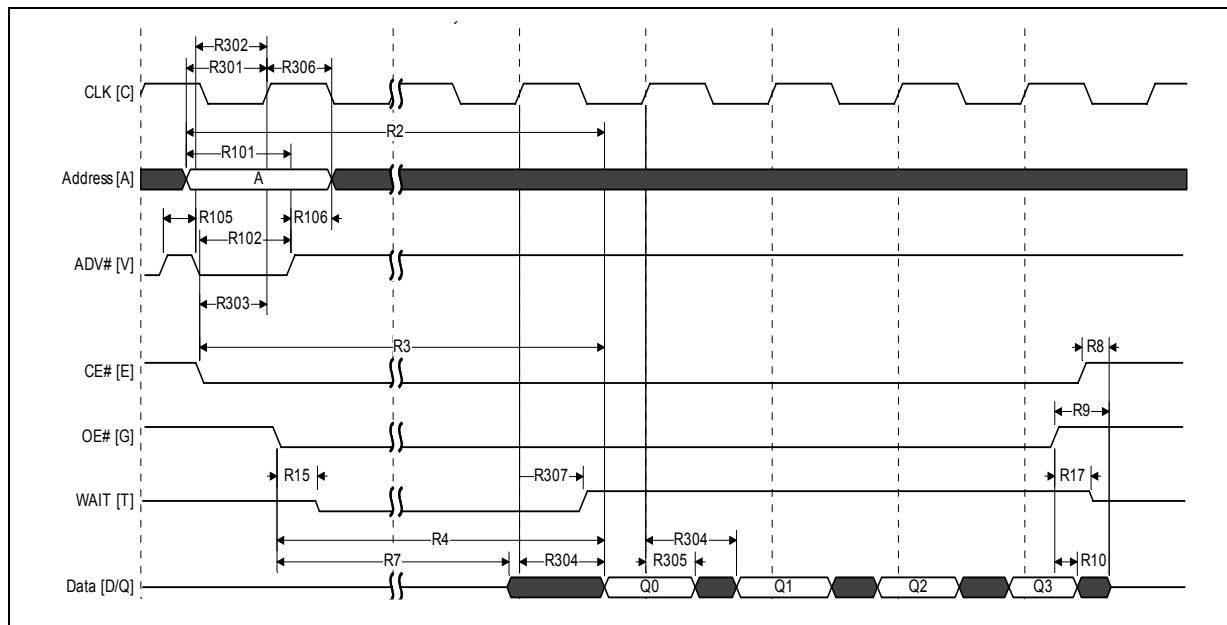 R302
R301 R306
CLK [C]
R2
R101
Address [A] A
R105 R106
R102
ADV# [V]
R303
R3
CE# [E] R8
R9
OE# [G]
R15 R307 R17
WAIT [T]
R4 R304
R7 R304 R305 R10
Data [D/Q] Q0 Q1 Q2 Q3